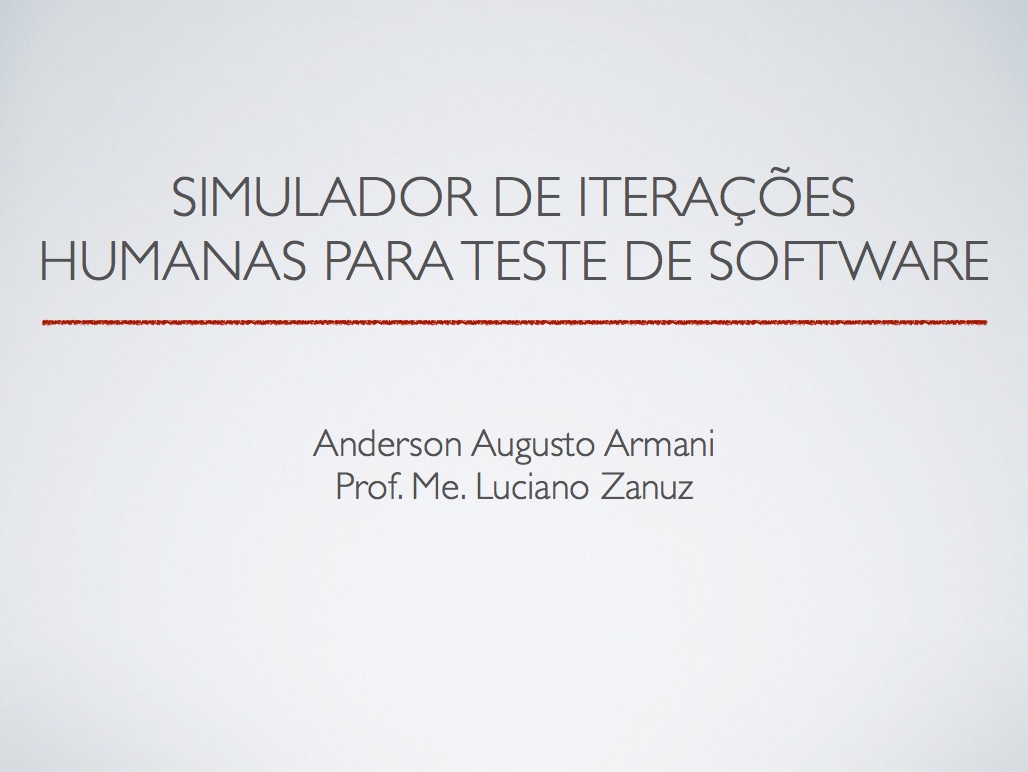 SIMULADOR DE ITERAÇÕES
HUMANAS PARA TESTE DE SOFTWARE
Anderson Augusto Armani
Prof. Me. Luciano Zanuz